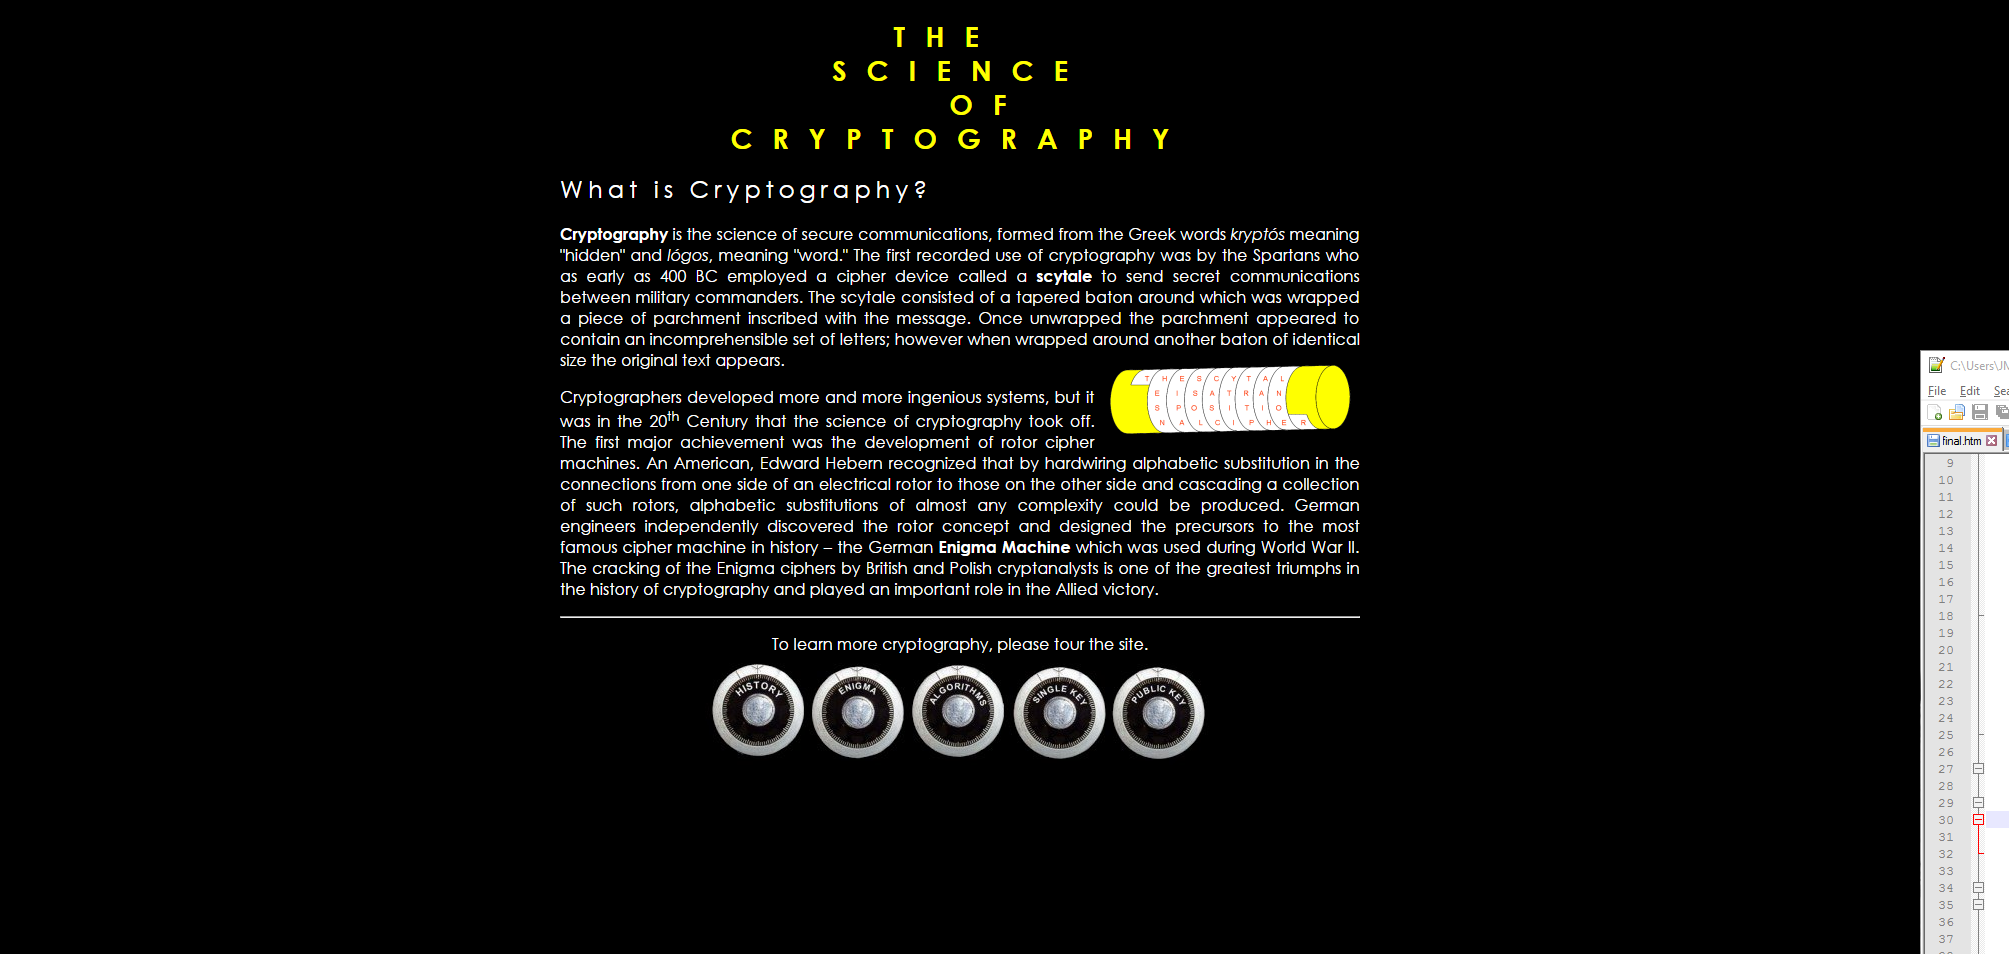 THE
SCIENCE
OF
CRYPTOGRAPHY
What is Cryptography?
Cryptography is the science of secure communications, formed from the Greek words kryptós meaning
"hidden" and lógos, meaning "word." The first recorded use of cryptography was by the Spartans who
as early as 400 BC employed a cipher device called a scytale to send secret communications
between military commanders. The scytale consisted of a tapered baton around which was wrapped
a piece of parchment inscribed with the message. Once unwrapped the parchment appeared to
contain an incomprehensible set of letters; however when wrapped around another baton of identical
size the original text appears.
T H E S C Y T A L
E I S A T R A N
S P O S I T I O
N A L C I P H E R
Cryptographers developed more and more ingenious systems, but it
was in the 20th Century that the science of cryptography took off.
The first major achievement was the development of rotor cipher
machines. An American, Edward Hebern recognized that by hardwiring alphabetic substitution in the
connections from one side of an electrical rotor to those on the other side and cascading a collection
of such rotors, alphabetic substitutions of almost any complexity could be produced. German
engineers independently discovered the rotor concept and designed the precursors to the most
famous cipher machine in history – the German Enigma Machine which was used during World War II.
The cracking of the Enigma ciphers by British and Polish cryptanalysts is one of the greatest triumphs in
the history of cryptography and played an important role in the Allied victory.
To learn more cryptography, please tour the site.
HISTORY
ENIGMA
ALGORITHMS
SINGLE KEY
PUBLIC KEY
C:\Users\JM
File Edit Sea
final.htm
9
10
11
12
13
14
15
16
17
18
19
20
21
22
23
24
25
26
27
28
29
30
31
32
33
34
35
36
37